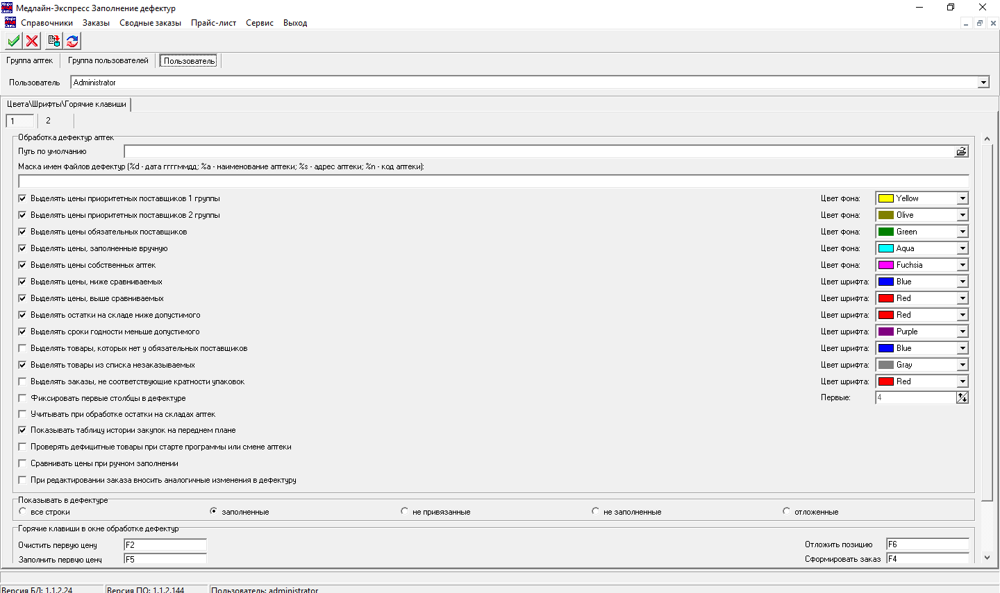 Медлайн-Экспресс Заполнение дефектур
Справочники Заказы Сводные заказы Прайс-лист Сервис Выход
Группа аптек Группа пользователей Пользователь
Пользователь Administrator
Цвета\Шрифты\Горячие клавиши
1 2
Обработка дефектур аптек
Путь по умолчанию
Маска имен файлов дефектур (%d - дата ггггммдд; %a - наименование аптеки; %s - адрес аптеки; %n - код аптеки):
Выделять цены приоритетных поставщиков 1 группы Цвет фона: Yellow
Выделять цены приоритетных поставщиков 2 группы Цвет фона: Olive
Выделять цены обязательных поставщиков Цвет фона: Green
Выделять цены, заполненные вручную Цвет фона: Aqua
Выделять цены собственных аптек Цвет фона: Fuchsia
Выделять цены, ниже сравниваемых Цвет шрифта: Blue
Выделять цены, выше сравниваемых Цвет шрифта: Red
Выделять остатки на складе ниже допустимого Цвет шрифта: Red
Выделять сроки годности меньше допустимого Цвет шрифта: Purple
Выделять товары, которых нет у обязательных поставщиков Цвет шрифта: Blue
Выделять товары из списка незаказываемых Цвет шрифта: Gray
Выделять заказы, не соответствующие кратности упаковок Цвет шрифта: Red
Фиксировать первые столбцы в дефектуре Первые: 4
Учитывать при обработке остатки на складах аптек
Показывать таблицу истории закупок на переднем плане
Проверять дефицитные товары при старте программы или смене аптеки
Сравнивать цены при ручном заполнении
При редактировании заказа вносить аналогичные изменения в дефектуру
Показывать в дефектуре
все строки заполненные не привязанные не заполненные отложенные
Горячие клавиши в окне обработке дефектур
Очистить первую цену F2 Отложить позицию F6
Заполнить первую цену F5 Сформировать заказ F4
Версия БД: 1.1.2.24 Версия ПО: 1.1.2.144 Пользователь: administrator